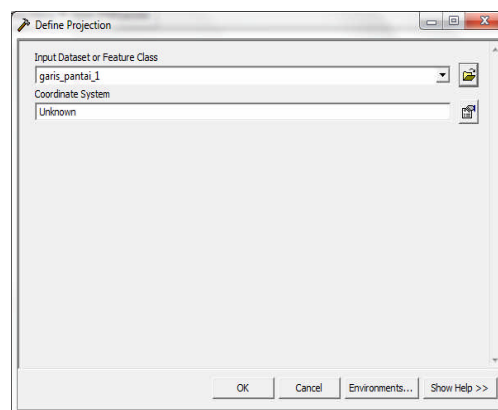 Define Projection
Input Dataset or Feature Class
garis_pantai_1
Coordinate System
Unknown
OK Cancel Environments... Show Help >>